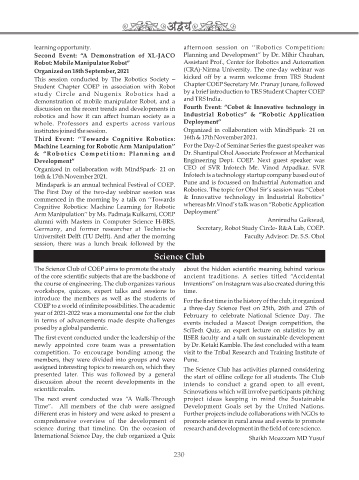 अद्वय
learning opportunity.
Second Event: "A Demonstration of XL-JACO
Robot: Mobile Manipulator Robot"
Organized on 18th September, 2021
This session conducted by The Robotics Society –
Student Chapter COEP in association with Robot
study Circle and Nugenix Robotics had a
demonstration of mobile manipulator Robot, and a
discussion on the recent trends and developments in
robotics and how it can affect human society as a
whole. Professors and experts across various
institutes joined the session.
Third Event: "Towards Cognitive Robotics:
Machine Learning for Robotic Arm Manipulation"
& "Robotics Competition: Planning and
Development"
Organized in collaboration with MindSpark- 21 on
16th & 17th November 2021.
Mindspark is an annual technical Festival of COEP.
The First Day of the two-day webinar session was
commenced in the morning by a talk on "Towards
Cognitive Robotics: Machine Learning for Robotic
Arm Manipulation" by Ms. Padmaja Kulkarni, COEP
alumni with Masters in Computer Science H-BRS,
Germany, and former researcher at Technische
Universiteit Delft (TU Delft). And after the morning
session, there was a lunch break followed by the
afternoon session on "Robotics Competition:
Planning and Development" by Dr. Mihir Chauhan,
Assistant Prof., Center for Robotics and Automation
(CRA)-Nirma University. The one-day webinar was
kicked off by a warm welcome from TRS Student
Chapter COEP Secretary Mr. Pranay Junare, followed
by a brief introduction to TRS Student Chapter COEP
and TRS India.
Fourth Event: "Cobot & Innovative technology in
Industrial Robotics" & "Robotic Application
Deployment"
Organized in collaboration with MindSpark- 21 on
16th & 17th November 2021.
For the Day-2 of Seminar Series the guest speaker was
Dr. Shantipal Ohol Associate Professor at Mechanical
Engineering Dept. COEP. Next guest speaker was
CEO of SVR Infotech Mr. Vinod Atpadkar. SVR
Infotech is a technology startup company based out of
Pune and is focused on Industrial Automation and
Robotics. The topic for Ohol Sir's session was "Cobot
& Innovative technology in Industrial Robotics"
whereas Mr. Vinod's talk was on "Robotic Application
Deployment"
Annirudha Gaikwad,
Secretary, Robot Study Circle- R&A Lab, COEP.
Faculty Advisor: Dr. S.S. Ohol
Science Club
The Science Club of COEP aims to promote the study
of the core scientific subjects that are the backbone of
the course of engineering. The club organizes various
workshops, quizzes, expert talks and sessions to
introduce the members as well as the students of
COEP to a world of infinite possibilities. The academic
year of 2021-2022 was a monumental one for the club
in terms of advancements made despite challenges
posed by a global pandemic.
The first event conducted under the leadership of the
newly appointed core team was a presentation
competition. To encourage bonding among the
members, they were divided into groups and were
assigned interesting topics to research on, which they
presented later. This was followed by a general
discussion about the recent developments in the
scientific realm.
The next event conducted was "A Walk-Through
Time". All members of the club were assigned
different eras in history and were asked to present a
comprehensive overview of the development of
science during that timeline. On the occasion of
International Science Day, the club organized a Quiz
about the hidden scientific meaning behind various
ancient traditions. A series titled "Accidental
Inventions" on Instagram was also created during this
time.
For the first time in the history of the club, it organized
a three-day Science Fest on 25th, 26th and 27th of
February to celebrate National Science Day. The
events included a Mascot Design competition, the
SciTech Quiz, an expert lecture on statistics by an
IISER faculty and a talk on sustainable development
by Dr. Ketaki Kamble. The fest concluded with a team
visit to the Tribal Research and Training Institute of
Pune.
The Science Club has activities planned considering
the start of offline college for all students. The Club
intends to conduct a grand open to all event,
Scinnovations which will involve participants pitching
project ideas keeping in mind the Sustainable
Development Goals set by the United Nations.
Further projects include collaborations with NGOs to
promote science in rural areas and events to promote
research and development in the field of core science.
Shaikh Moazzam MD Yusuf
230